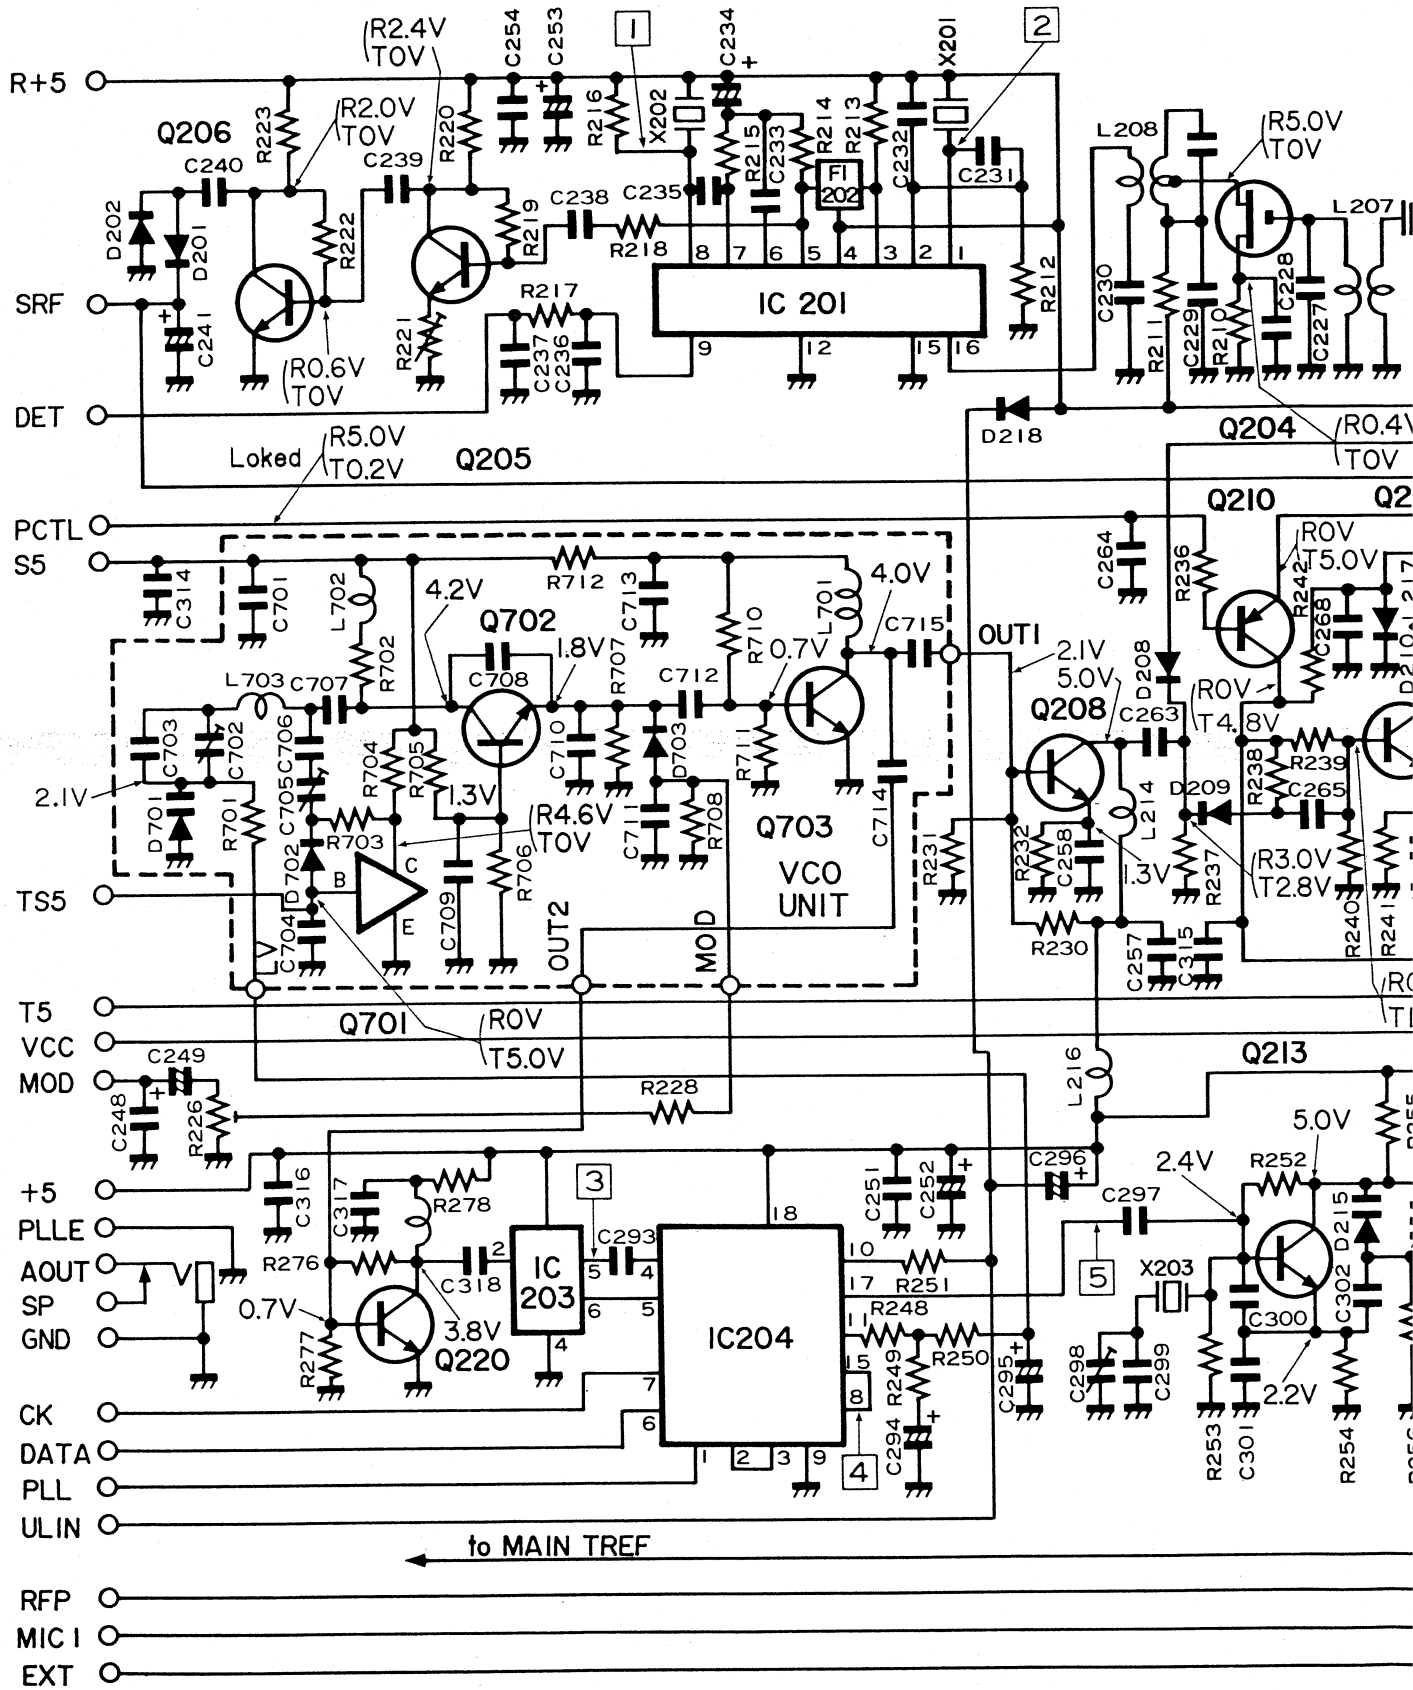 R+5
(R2.4V
T0V
C254
C253
1
C234
+
X201
2
R223
Q206
(R2.0V
T0V
R220
+
R216
X202
R215
C233
R214
R213
C232
L208
(R5.0V
T0V
C240
C239
C238
C235
FI
202
C231
L207
D202
D201
R222
R219
R218
8
7
6
5
4
3
2
1
R212
C230
C228
SRF
+
C241
R221
R217
C237
C236
IC 201
9
12
15
16
R211
C229
R210
C227
(R0.6V
T0V
DET
D218
Q204
(R0.4V
T0V
Loked
(R5.0V
T0.2V
Q205
Q210
Q2
PCTL
S5
C314
C701
L702
R712
C713
L701
4.0V
C264
R236
R0V
T5.0V
R242
C268
217
D210
4.2V
Q702
1.8V
R707
R710
0.7V
C715
OUT1
2.1V
5.0V
D208
(R0V
T4.8V
L703
C707
R702
C708
C712
Q208
C263
C703
C702
C706
C705
R704
R705
C710
D703
R711
R238
R239
2.1V
D701
R701
1.3V
C711
R708
Q703
C714
L214
D209
C265
R703
(R4.6V
T0V
R706
VCO
UNIT
R231
R232
C258
1.3V
R237
(R3.0V
T2.8V
D702
B
C
E
TS5
C704
C709
OUT2
MOD
R230
C257
C315
R240
R241
T5
Q701
(R0V
T5.0V
(R0
T1
VCC
Q213
MOD
C249
+
C248
R226
R228
L216
5.0V
R255
+5
C316
C317
R278
3
C251
C252
+
C296
+
2.4V
R252
C297
D215
PLLE
18
AOUT
R276
C318
2
IC
203
5
C293
4
10
R251
17
5
X203
SP
0.7V
6
5
R248
11
C300
C302
GND
R277
3.8V
Q220
4
IC204
R250
+
C295
C298
C299
15
R249
7
8
2.2V
CK
6
+
C294
R253
C301
R254
R256
DATA
1
2
3
9
4
PLL
ULIN
to MAIN TREF
RFP
MIC1
EXT